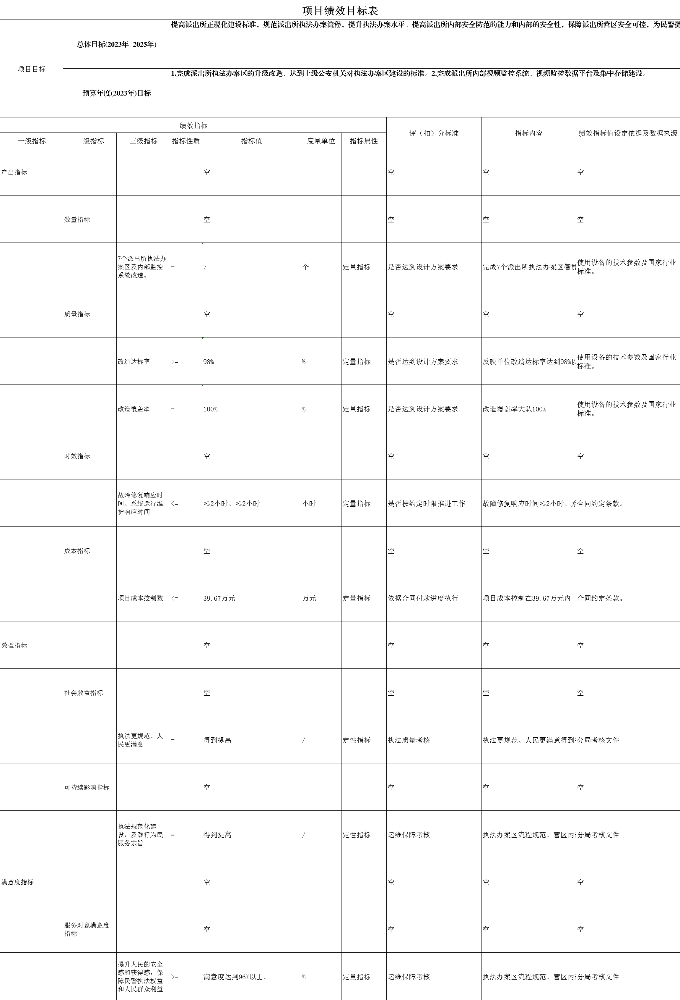 项目绩效目标表
项目目标
总体目标(2023年-2025年)
提高派出所正规化建设标准，规范派出所执法办案流程，提升执法办案水平。提高派出所内部安全防范的能力和内部的安全性，保障派出所营区安全可控，为民警提
预算年度(2023年)目标
1.完成派出所执法办案区的升级改造、达到上级公安机关对执法办案区建设的标准。2.完成派出所内部视频监控系统、视频监控数据平台及集中存储建设。
绩效指标 评（扣）分标准 指标内容 绩效指标值设定依据及数据来源
一级指标 二级指标 三级指标 指标性质 指标值 度量单位 指标属性
产出指标 空 空 空 空
数量指标 空 空 空 空
7个派出所执法办
案区及内部监控
系统改造。
= 7 个 定量指标 是否达到设计方案要求 完成7个派出所执法办案区智能
使用设备的技术参数及国家行业
标准。
质量指标 空 空 空 空
改造达标率 >= 98% % 定量指标 是否达到设计方案要求 反映单位改造达标率达到98%以
使用设备的技术参数及国家行业
标准。
改造覆盖率 = 100% % 定量指标 是否达到设计方案要求 改造覆盖率大队100%
使用设备的技术参数及国家行业
标准。
时效指标 空 空 空 空
故障修复响应时
间、系统运行维
护响应时间
<= ≤2小时、≤2小时 小时 定量指标 是否按约定时限推进工作 故障修复响应时间≤2小时、系 合同约定条款。
成本指标 空 空 空 空
项目成本控制数 <= 39.67万元 万元 定量指标 依据合同付款进度执行 项目成本控制在39.67万元内 合同约定条款。
效益指标 空 空 空 空
社会效益指标 空 空 空 空
执法更规范、人
民更满意
= 得到提高 / 定性指标 执法质量考核 执法更规范、人民更满意得到 分局考核文件
可持续影响指标 空 空 空 空
执法规范化建
设，及践行为民
服务宗旨
= 得到提高 / 定性指标 运维保障考核 执法办案区流程规范、营区内 分局考核文件
满意度指标 空 空 空 空
服务对象满意度
指标
空 空 空 空
提升人民的安全
感和获得感，保
障民警执法权益
和人民群众利益
>= 满意度达到96%以上。 % 定量指标 运维保障考核 执法办案区流程规范、营区内 分局考核文件